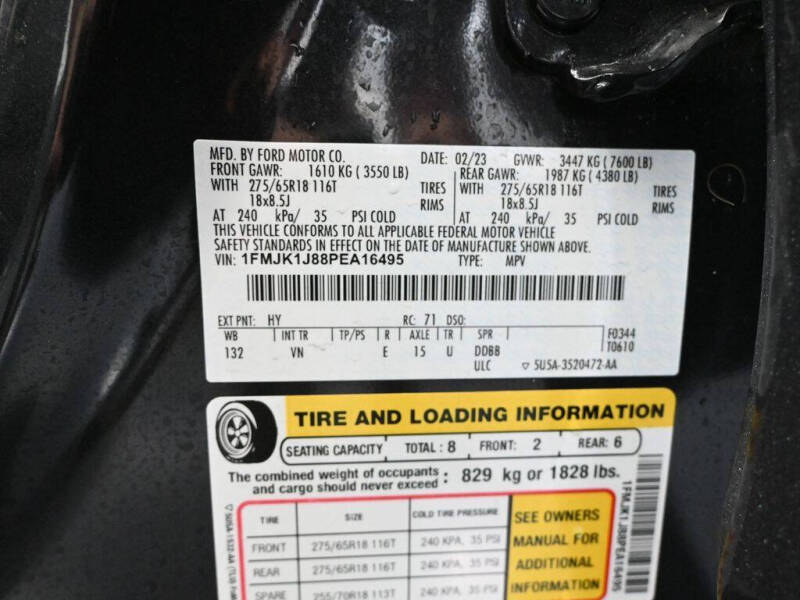 MFD. BY FORD MOTOR CO. DATE: 02/23 GVWR: 3447 KG (7600 LB)
FRONT GAWR: 1610 KG (3550 LB) REAR GAWR: 1987 KG (4380 LB)
WITH 275/65R18 116T TIRES WITH 275/65R18 116T TIRES
18x8.5J RIMS 18x8.5J RIMS
AT 240 kPa/ 35 PSI COLD AT 240 kPa/ 35 PSI COLD
THIS VEHICLE CONFORMS TO ALL APPLICABLE FEDERAL MOTOR VEHICLE
SAFETY STANDARDS IN EFFECT ON THE DATE OF MANUFACTURE SHOWN ABOVE.
VIN: 1FMJK1J88PEA16495 TYPE: MPV
EXT PNT: HY RC: 71 DSO:
WB INT TR TP/PS R AXLE TR SPR F0344
132 VN E 15 U DDBB T0610
ULC ▽ 5U5A-3520472-AA
TIRE AND LOADING INFORMATION
SEATING CAPACITY TOTAL: 8 FRONT: 2 REAR: 6
The combined weight of occupants and cargo should never exceed : 829 kg or 1828 lbs.
TIRE SIZE COLD TIRE PRESSURE
FRONT 275/65R18 116T 240 KPA, 35 PSI
REAR 275/65R18 116T 240 KPA, 35 PSI
SPARE 255/70R18 113T 240 KPA, 35 PSI
SEE OWNERS
MANUAL FOR
ADDITIONAL
INFORMATION
1FMJK1J88PEA16495